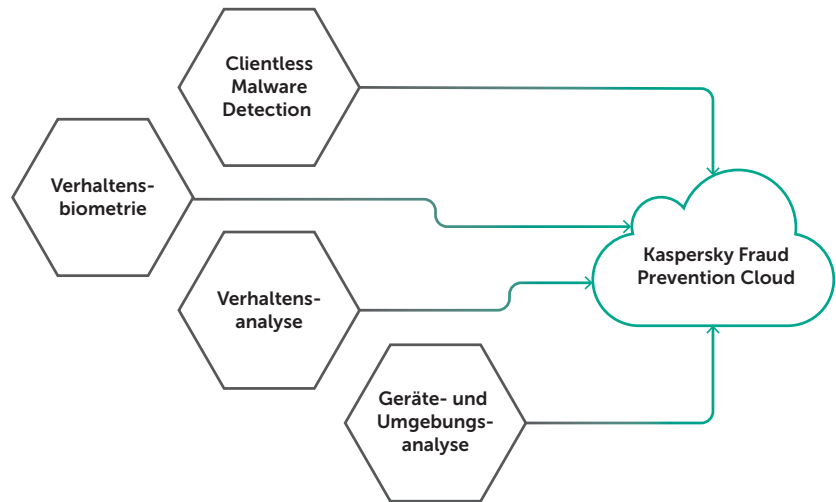 Clientless
Malware
Detection
Verhaltens-
biometrie
Verhaltens-
analyse
Geräte- und
Umgebungs-
analyse
Kaspersky Fraud
Prevention Cloud